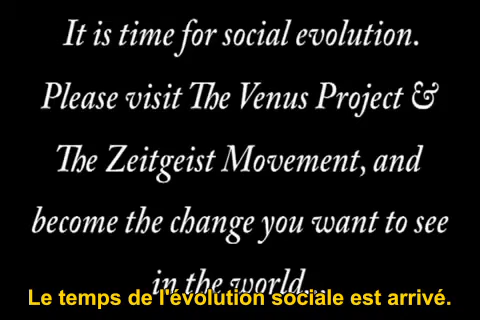 It is time for social evolution.
Please visit The Venus Project &
The Zeitgeist Movement, and
become the change you want to see
in the world...
Le temps de l'évolution sociale est arrivé.